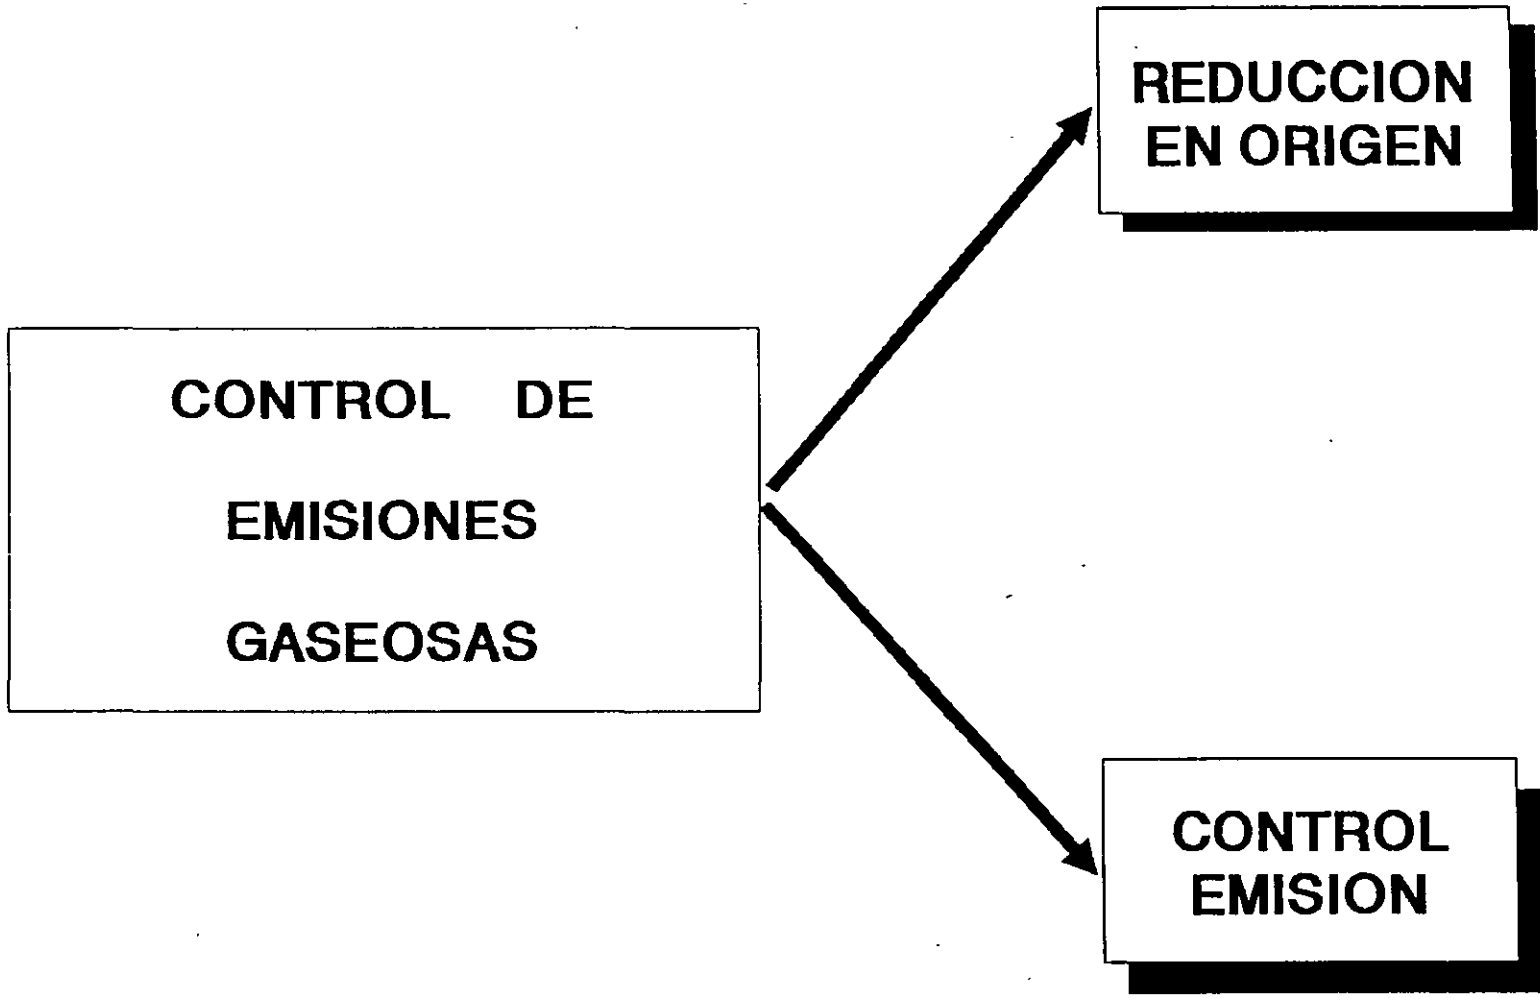 REDUCCION
EN ORIGEN
CONTROL DE
EMISIONES
GASEOSAS
CONTROL
EMISION